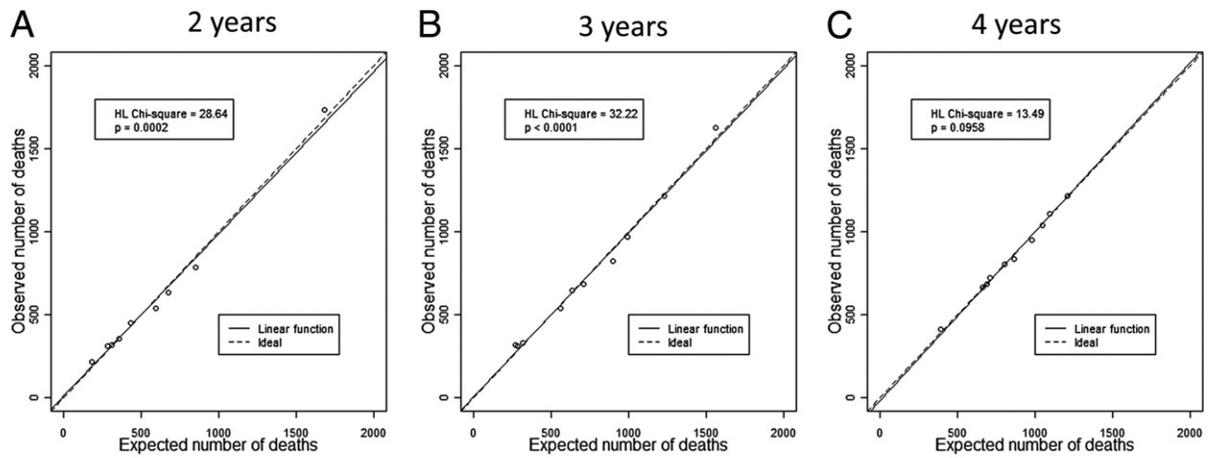 A 2 years
2000
1500
1000
500
0
Observed number of deaths
HL Chi-square = 28.64
p = 0.0002
Linear function
Ideal
0 500 1000 1500 2000
Expected number of deaths
B 3 years
2000
1500
1000
500
0
Observed number of deaths
HL Chi-square = 32.22
p < 0.0001
Linear function
Ideal
0 500 1000 1500 2000
Expected number of deaths
C 4 years
2000
1500
1000
500
0
Observed number of deaths
HL Chi-square = 13.49
p = 0.0958
Linear function
Ideal
0 500 1000 1500 2000
Expected number of deaths